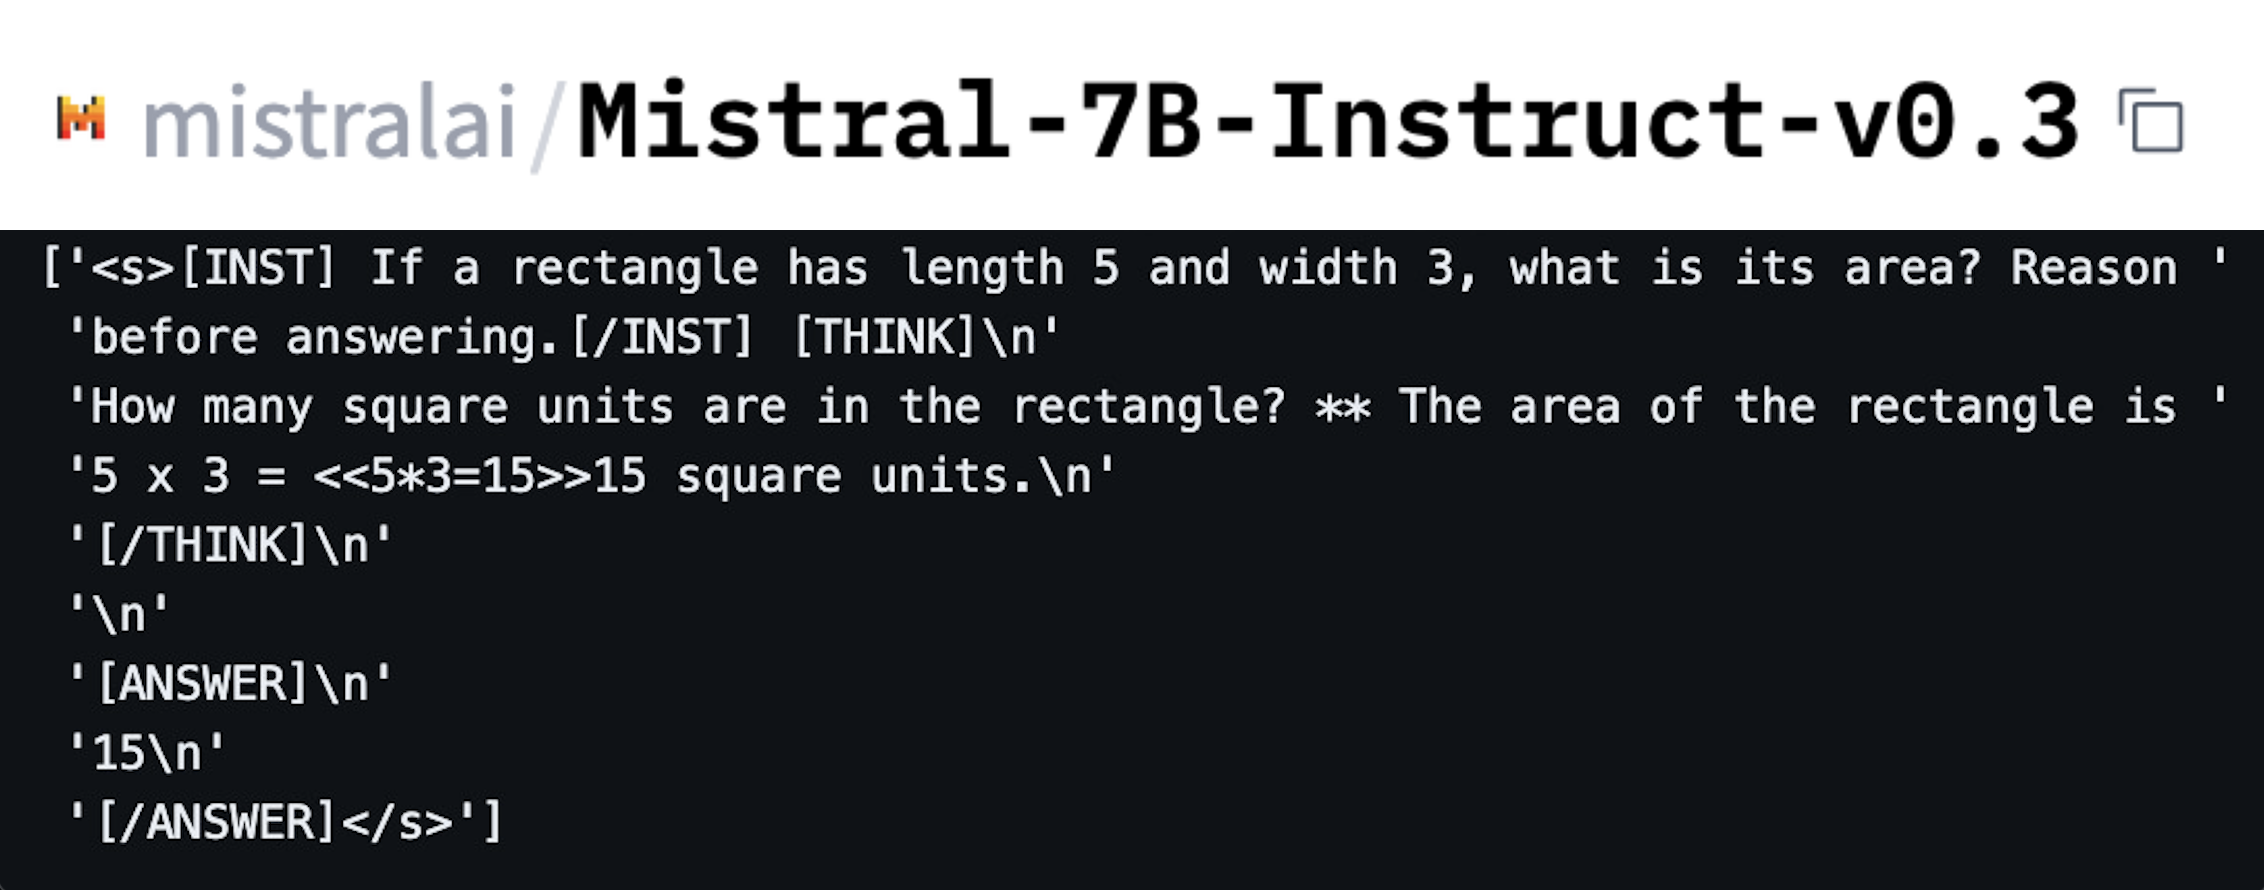 mistralai/Mistral-7B-Instruct-v0.3
['<s>[INST] If a rectangle has length 5 and width 3, what is its area? Reason '
'before answering.[/INST] [THINK]\n'
'How many square units are in the rectangle? ** The area of the rectangle is '
'5 x 3 = <<5*3=15>>15 square units.\n'
'[/THINK]\n'
'\n'
'[ANSWER]\n'
'15\n'
'[/ANSWER]</s>']